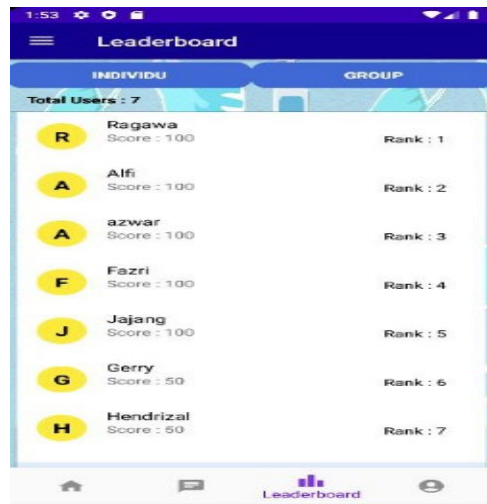 1:53
Leaderboard
INDIVIDU
GROUP
Total Users : 7
R
Ragawa
Score : 100
Rank : 1
A
Alfi
Score : 100
Rank : 2
A
azwar
Score : 100
Rank : 3
F
Fazri
Score : 100
Rank : 4
J
Jajang
Score : 100
Rank : 5
G
Gerry
Score : 50
Rank : 6
H
Hendrizal
Score : 50
Rank : 7
Leaderboard